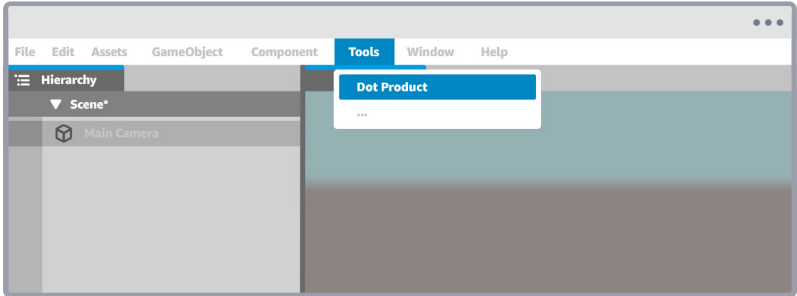 File Edit Assets GameObject Component Tools Window Help
Hierarchy
Dot Product
Scene*
...
Main Camera